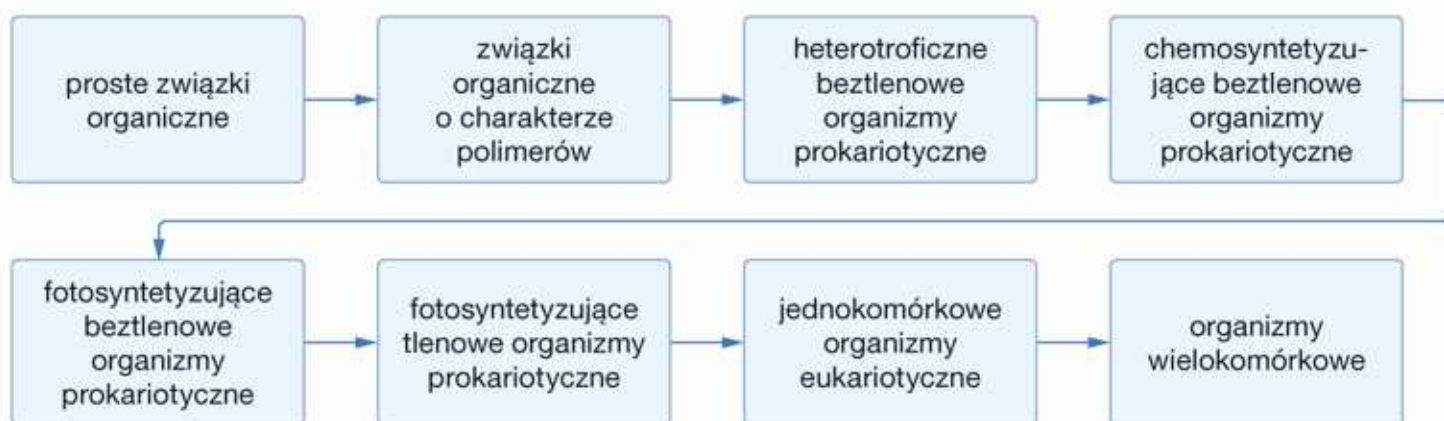 proste związki
organiczne
związki
organiczne
o charakterze
polimerów
heterotroficzne
beztlenowe
organizmy
prokariotyczne
chemosyntetyzu-
jące beztlenowe
organizmy
prokariotyczne
fotosyntetyzujące
beztlenowe
organizmy
prokariotyczne
fotosyntetyzujące
tlenowe organizmy
prokariotyczne
jednokomórkowe
organizmy
eukariotyczne
organizmy
wielokomórkowe